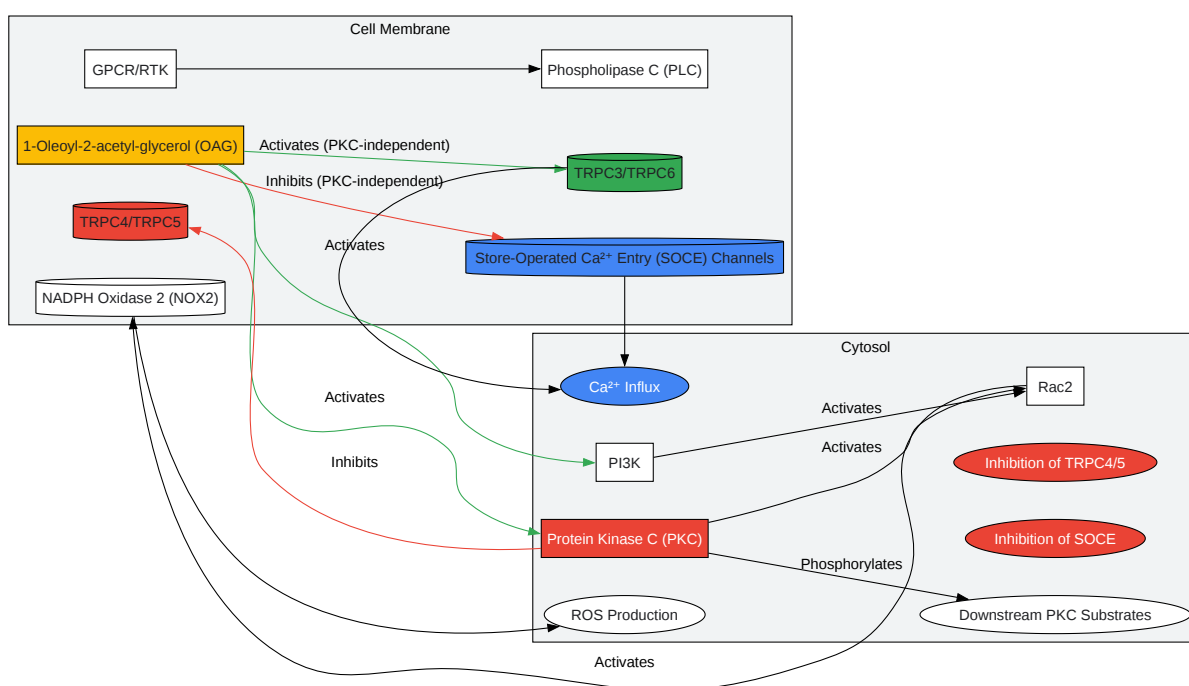 Cell Membrane
GPCR/RTK
Phospholipase C (PLC)
1-Oleoyl-2-acetyl-glycerol (OAG)
Activates (PKC-independent)
TRPC3/TRPC6
Inhibits (PKC-independent)
TRPC4/TRPC5
Activates
Store-Operated Ca²⁺ Entry (SOCE) Channels
NADPH Oxidase 2 (NOX2)
Cytosol
Ca²⁺ Influx
Rac2
Activates
Activates
Activates
Inhibits
PI3K
Inhibition of TRPC4/5
Protein Kinase C (PKC)
Inhibition of SOCE
Phosphorylates
ROS Production
Downstream PKC Substrates
Activates